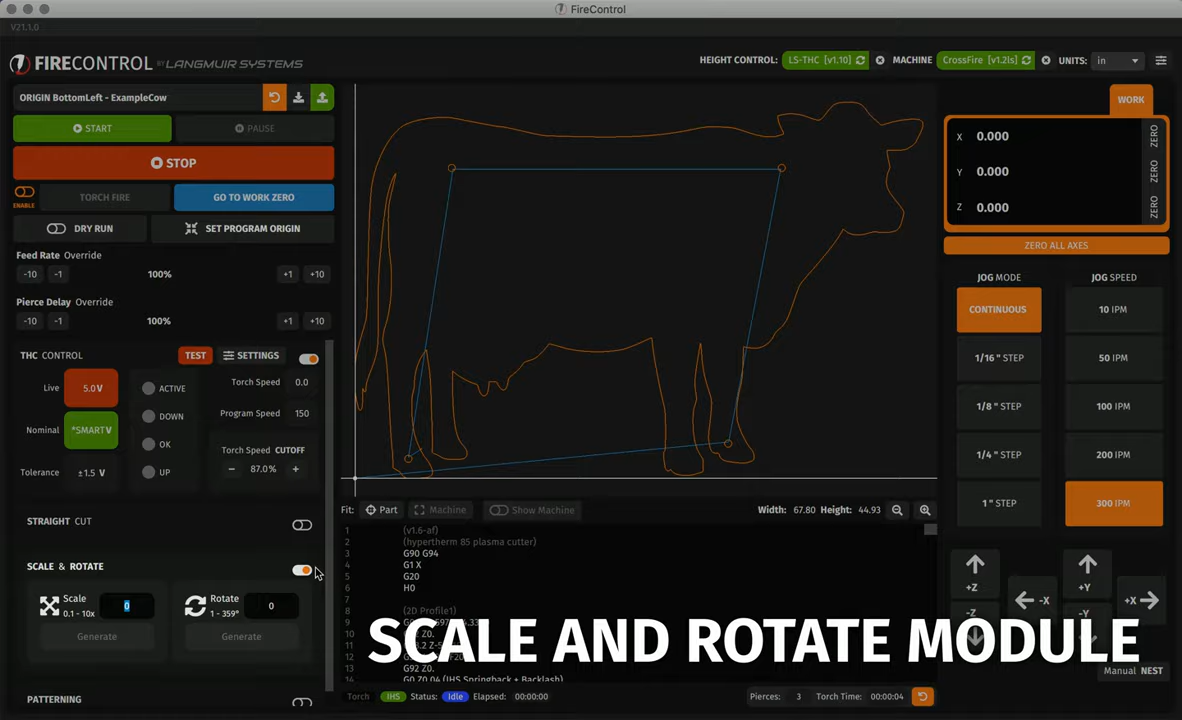 FireControl
V21.1.0
FIRECONTROL BY LANGMUIR SYSTEMS
HEIGHT CONTROL: LS-THC [v1.10] MACHINE CrossFire [v1.2ls] UNITS: in
ORIGIN BottomLeft - ExampleCow
START PAUSE
STOP
ENABLE TORCH FIRE GO TO WORK ZERO
DRY RUN SET PROGRAM ORIGIN
Feed Rate Override
-10 -1 100% +1 +10
Pierce Delay Override
-10 -1 100% +1 +10
THC CONTROL TEST SETTINGS
Live 5.0V ACTIVE Torch Speed 0.0
DOWN Program Speed 150
Nominal *SMARTV OK Torch Speed CUTOFF
Tolerance ±1.5 V UP − 87.0% +
STRAIGHT CUT
SCALE & ROTATE
Scale 0 Rotate 0
0.1 - 10x 1 - 359°
Generate Generate
PATTERNING
Fit: Part Machine Show Machine Width: 67.80 Height: 44.93
1 (v1.6-af)
2 (hypertherm 85 plasma cutter)
3 G90 G94
4 G1 X
5 G20
6 H0
7
8 (2D Profile1)
9
10
11
12 G92 Z0.
13 G0 Z0.04 (IHS Springback + Backlash)
SCALE AND ROTATE MODULE
Torch IHS Status: Idle Elapsed: 00:00:00 Pierces: 3 Torch Time: 00:00:04
WORK
X 0.000 ZERO
Y 0.000 ZERO
Z 0.000 ZERO
ZERO ALL AXES
JOG MODE JOG SPEED
CONTINUOUS 10 IPM
1/16" STEP 50 IPM
1/8" STEP 100 IPM
1/4" STEP 200 IPM
1" STEP 300 IPM
+Z +Y
-X +X
-Z -Y
Manual NEST